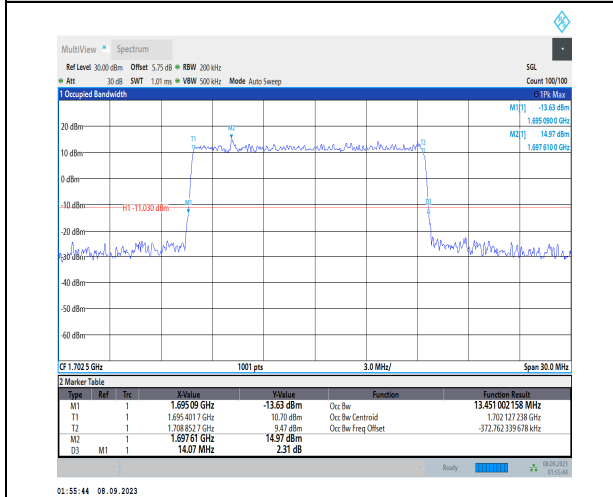 MultiView Spectrum
Ref Level 30.00 dBm Offset 5.75 dB RBW 200 kHz SGL
Att 30 dB SWT 1.01 ms VBW 500 kHz Mode Auto Sweep Count 100/100
1 Occupied Bandwidth 1Pk Max
M1[1] -13.63 dBm
1.695 090 0 GHz
M2[1] 14.97 dBm
1.697 610 0 GHz
20 dBm
M2
T1
T2
10 dBm
0 dBm
-10 dBm
H1 -11.030 dBm
M1
D3
-20 dBm
-30 dBm
-40 dBm
-50 dBm
-60 dBm
CF 1.702 5 GHz 1001 pts 3.0 MHz/ Span 30.0 MHz
2 Marker Table
Type Ref Trc X-Value Y-Value Function Function Result
M1 1 1.695 09 GHz -13.63 dBm Occ Bw 13.451 002 158 MHz
T1 1 1.695 401 7 GHz 10.70 dBm Occ Bw Centroid 1.702 127 238 GHz
T2 1 1.708 852 7 GHz 9.47 dBm Occ Bw Freq Offset -372.762 339 678 kHz
M2 1 1.697 61 GHz 14.97 dBm
D3 M1 1 14.07 MHz 2.31 dB
Ready 08.09.2023
01:55:44
01:55:44 08.09.2023